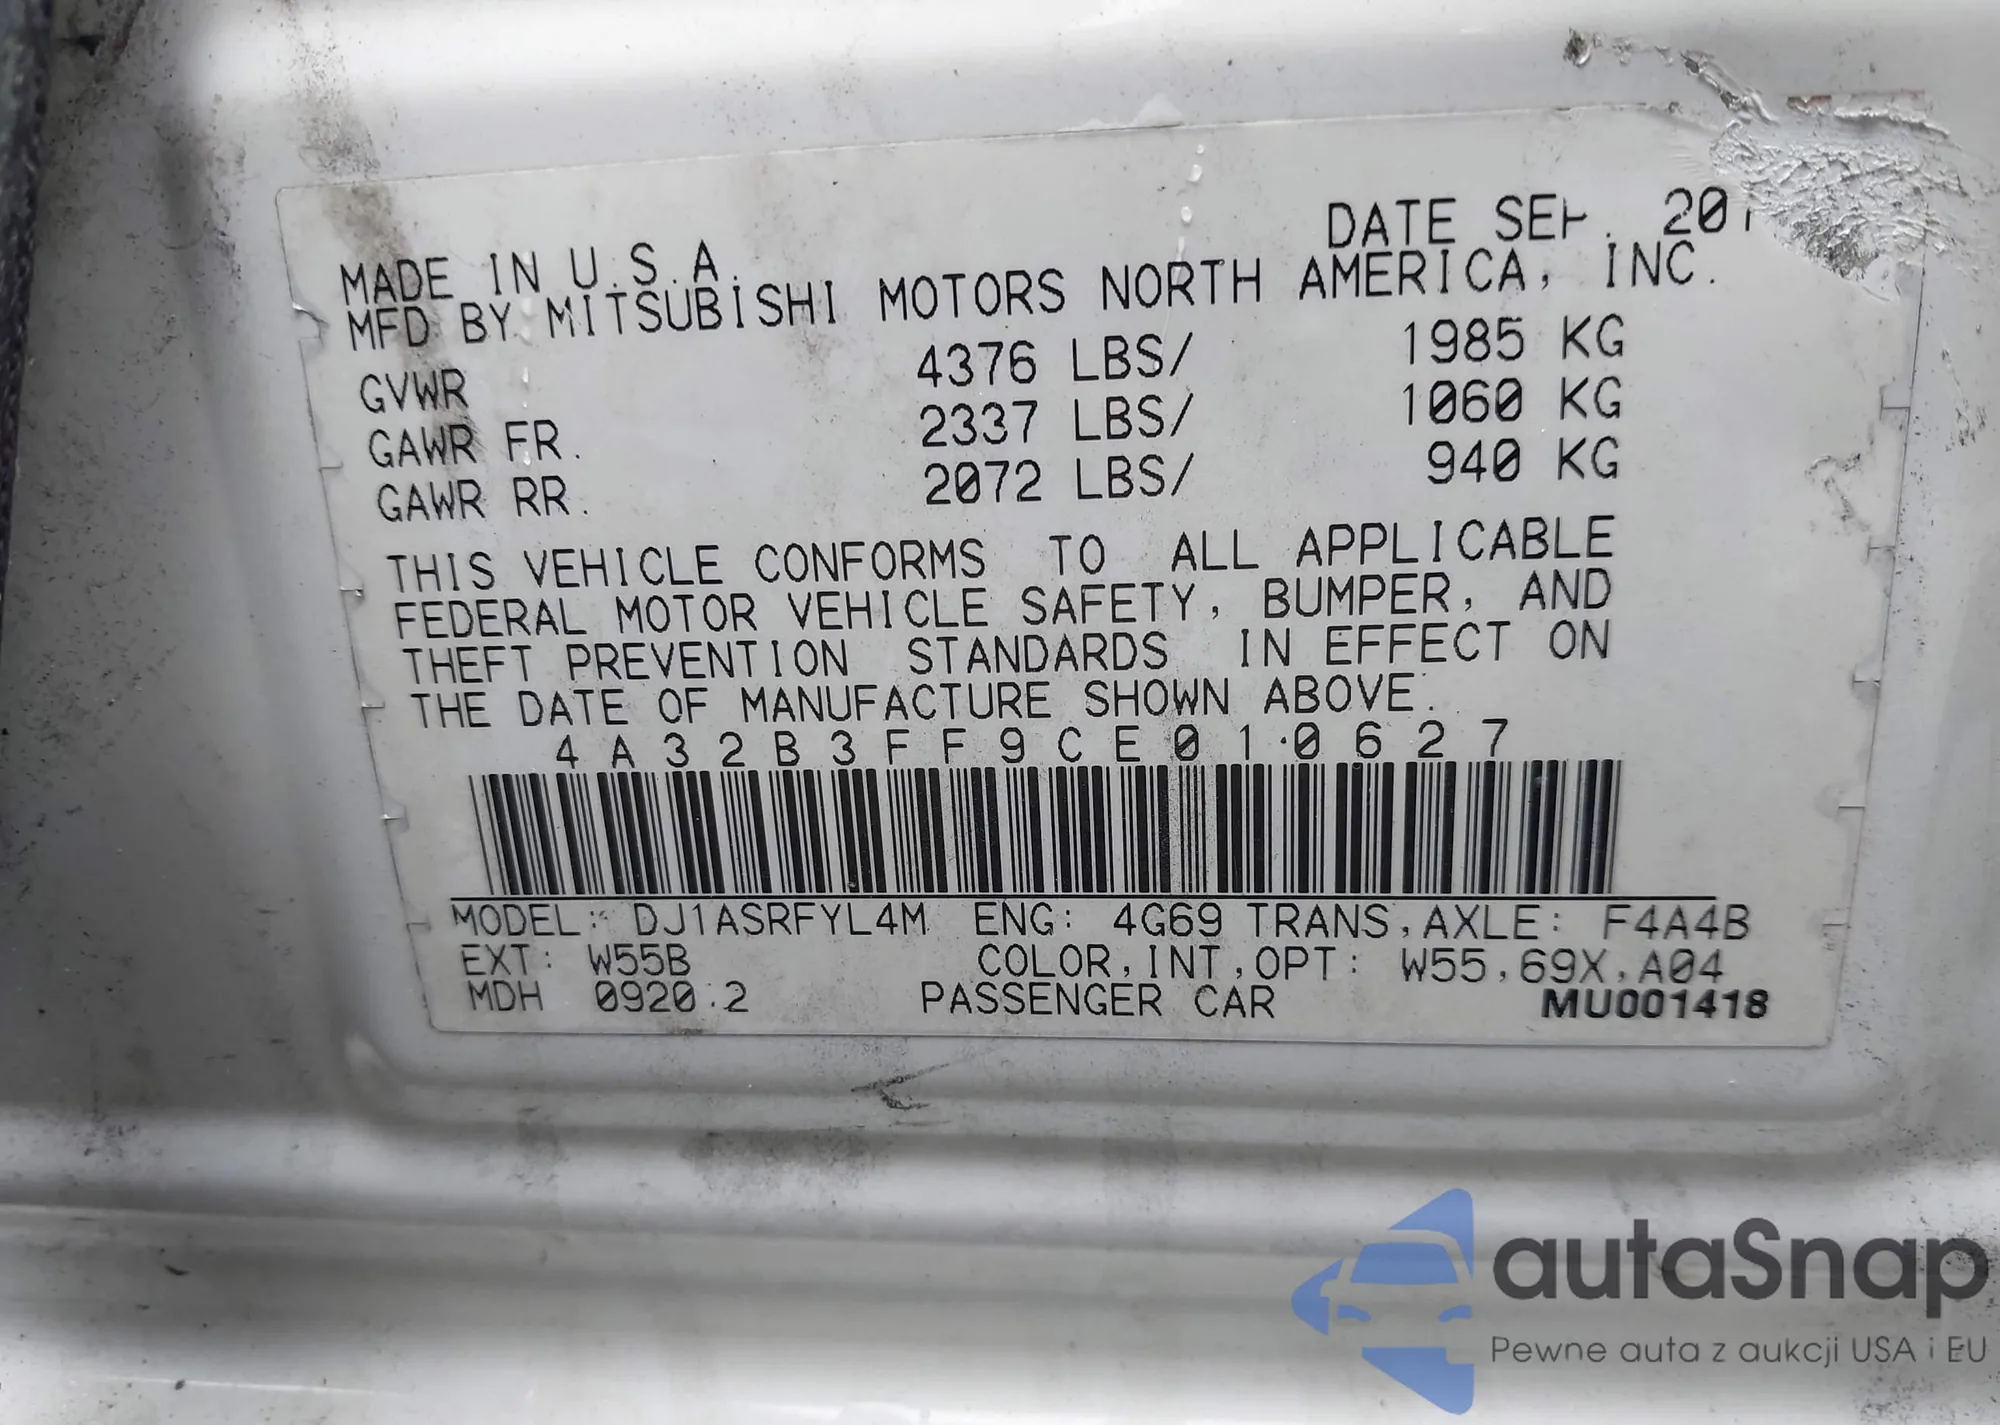 DATE SEP. 20
MADE IN U.S.A.
MFD BY MITSUBISHI MOTORS NORTH AMERICA, INC.
GVWR 4376 LBS/ 1985 KG
GAWR FR. 2337 LBS/ 1060 KG
GAWR RR. 2072 LBS/ 940 KG
THIS VEHICLE CONFORMS TO ALL APPLICABLE
FEDERAL MOTOR VEHICLE SAFETY, BUMPER, AND
THEFT PREVENTION STANDARDS IN EFFECT ON
THE DATE OF MANUFACTURE SHOWN ABOVE.
4A32B3FF9CE010627
MODEL: DJ1ASRFYL4M ENG: 4G69 TRANS,AXLE: F4A4B
EXT: W55B COLOR,INT,OPT: W55,69X,A04
MDH 0920.2 PASSENGER CAR MU001418
autaSnap
Pewne auta z aukcji USA i EU